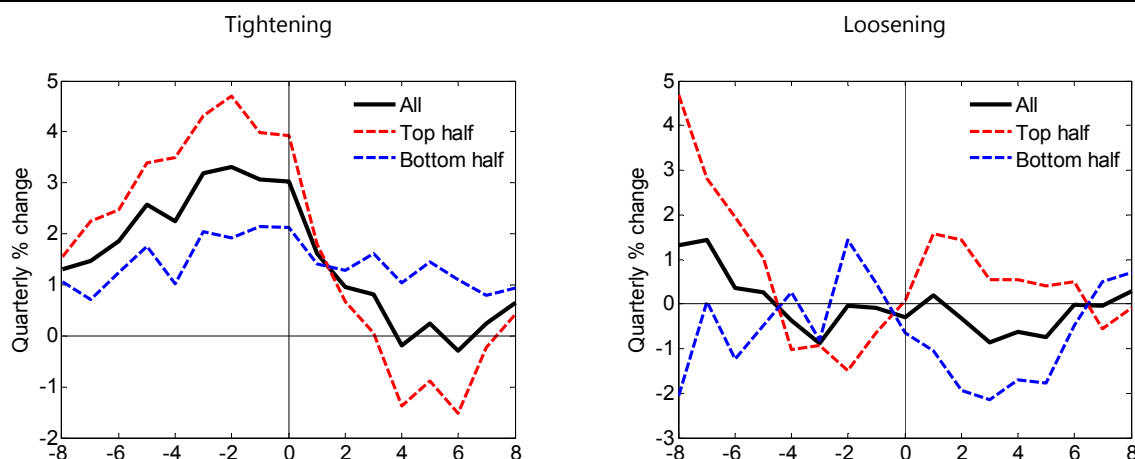 Tightening
Quarterly % change
5
4
3
2
1
0
-1
-2
-8 -6 -4 -2 0 2 4 6 8
All
Top half
Bottom half
Loosening
Quarterly % change
5
4
3
2
1
0
-1
-2
-3
-8 -6 -4 -2 0 2 4 6 8
All
Top half
Bottom half